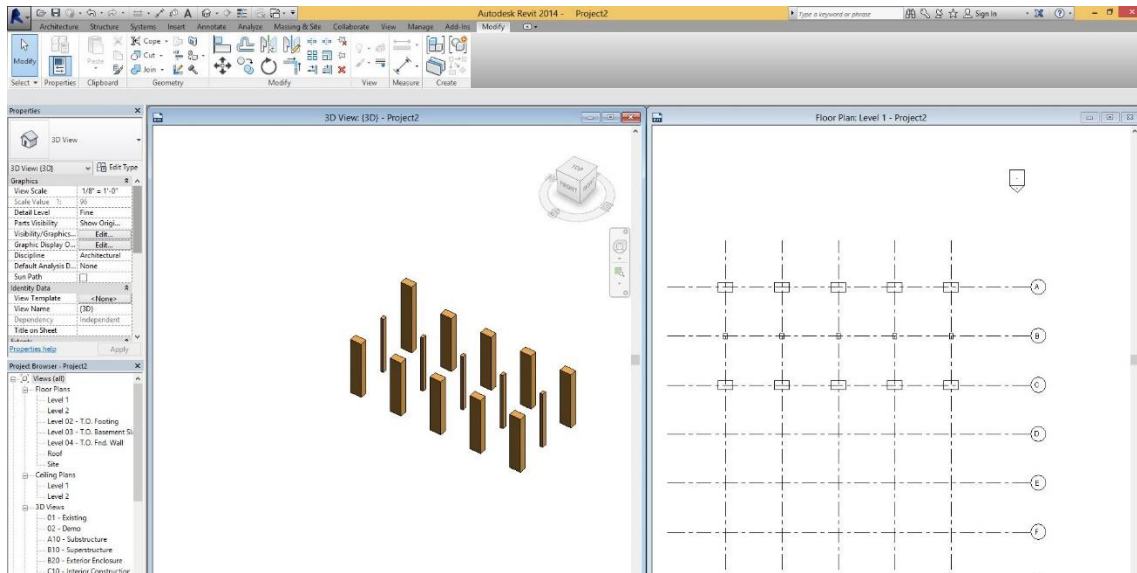 Autodesk Revit 2014 - Project2
Type a keyword or phrase
Sign In
Architecture Structure Systems Insert Annotate Analyze Massing & Site Collaborate View Manage Add-Ins Modify
Modify Paste Cope Cut Join
Select Properties Clipboard Geometry Modify View Measure Create
Properties
3D View
3D View: {3D} Edit Type
Graphics
View Scale 1/8" = 1'-0"
Scale Value 1: 96
Detail Level Fine
Parts Visibility Show Origi...
Visibility/Graphics... Edit...
Graphic Display O... Edit...
Discipline Architectural
Default Analysis D... None
Sun Path
Identity Data
View Template <None>
View Name {3D}
Dependency Independent
Title on Sheet
Properties help Apply
Project Browser - Project2
Views (all)
Floor Plans
Level 1
Level 2
Level 02 - T.O. Footing
Level 03 - T.O. Basement Sl
Level 04 - T.O. Fnd. Wall
Roof
Site
Ceiling Plans
Level 1
Level 2
3D Views
01 - Existing
02 - Demo
A10 - Substructure
B10 - Superstructure
B20 - Exterior Enclosure
C10 - Interior Construction
3D View: {3D} - Project2
TOP
FRONT
Floor Plan: Level 1 - Project2
A
B
C
D
E
F